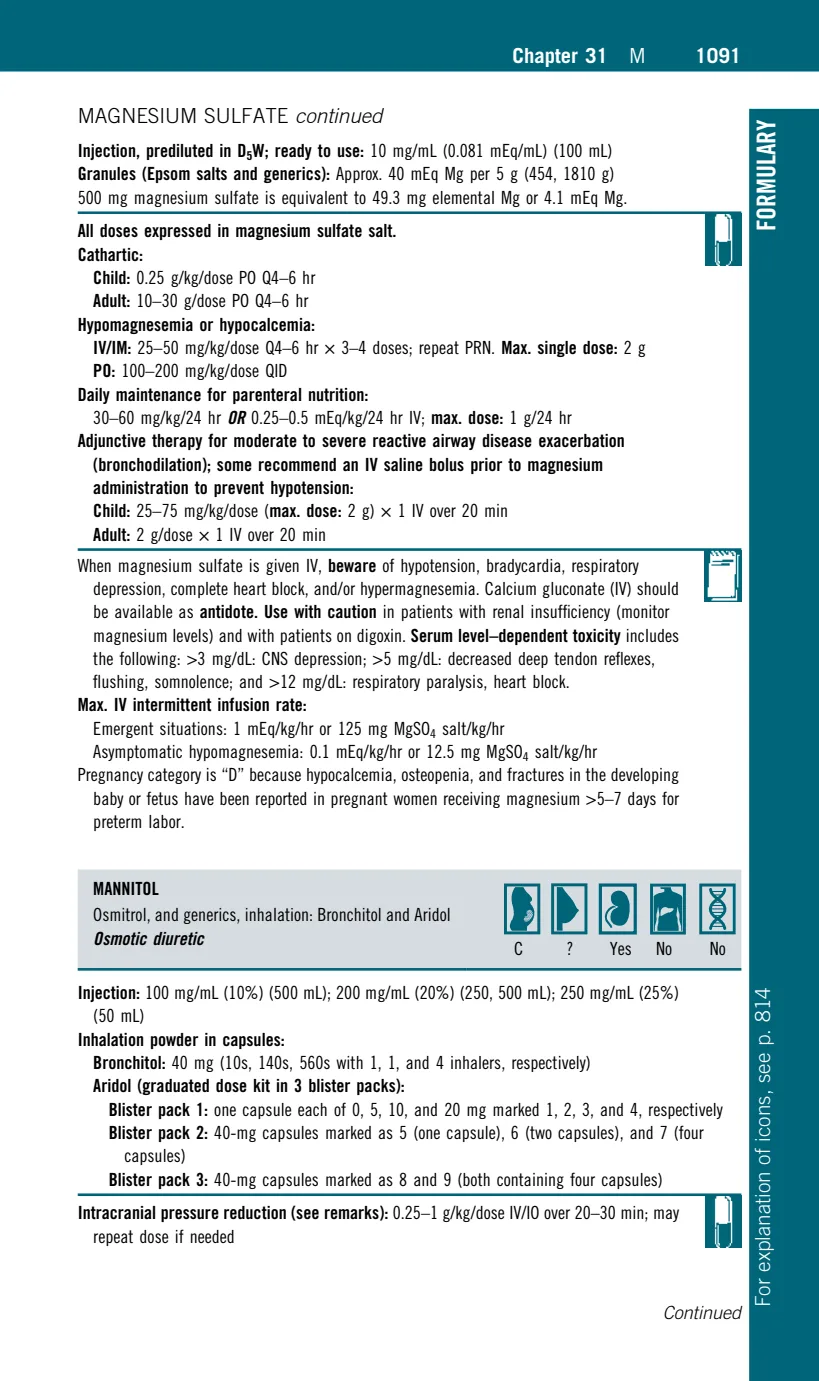 Chapter 31 M 1091
MAGNESIUM SULFATE continued
Injection, prediluted in D5W; ready to use: 10 mg/mL (0.081 mEq/mL) (100 mL)
Granules (Epsom salts and generics): Approx. 40 mEq Mg per 5 g (454, 1810 g)
500 mg magnesium sulfate is equivalent to 49.3 mg elemental Mg or 4.1 mEq Mg.
All doses expressed in magnesium sulfate salt.
Cathartic:
Child: 0.25 g/kg/dose PO Q4–6 hr
Adult: 10–30 g/dose PO Q4–6 hr
Hypomagnesemia or hypocalcemia:
IV/IM: 25–50 mg/kg/dose Q4–6 hr × 3–4 doses; repeat PRN. Max. single dose: 2 g
PO: 100–200 mg/kg/dose QID
Daily maintenance for parenteral nutrition:
30–60 mg/kg/24 hr OR 0.25–0.5 mEq/kg/24 hr IV; max. dose: 1 g/24 hr
Adjunctive therapy for moderate to severe reactive airway disease exacerbation
(bronchodilation); some recommend an IV saline bolus prior to magnesium
administration to prevent hypotension:
Child: 25–75 mg/kg/dose (max. dose: 2 g) × 1 IV over 20 min
Adult: 2 g/dose × 1 IV over 20 min
When magnesium sulfate is given IV, beware of hypotension, bradycardia, respiratory
depression, complete heart block, and/or hypermagnesemia. Calcium gluconate (IV) should
be available as antidote. Use with caution in patients with renal insufficiency (monitor
magnesium levels) and with patients on digoxin. Serum level–dependent toxicity includes
the following: >3 mg/dL: CNS depression; >5 mg/dL: decreased deep tendon reflexes,
flushing, somnolence; and >12 mg/dL: respiratory paralysis, heart block.
Max. IV intermittent infusion rate:
Emergent situations: 1 mEq/kg/hr or 125 mg MgSO4 salt/kg/hr
Asymptomatic hypomagnesemia: 0.1 mEq/kg/hr or 12.5 mg MgSO4 salt/kg/hr
Pregnancy category is “D” because hypocalcemia, osteopenia, and fractures in the developing
baby or fetus have been reported in pregnant women receiving magnesium >5–7 days for
preterm labor.
MANNITOL
Osmitrol, and generics, inhalation: Bronchitol and Aridol
Osmotic diuretic
C ? Yes No No
Injection: 100 mg/mL (10%) (500 mL); 200 mg/mL (20%) (250, 500 mL); 250 mg/mL (25%)
(50 mL)
Inhalation powder in capsules:
Bronchitol: 40 mg (10s, 140s, 560s with 1, 1, and 4 inhalers, respectively)
Aridol (graduated dose kit in 3 blister packs):
Blister pack 1: one capsule each of 0, 5, 10, and 20 mg marked 1, 2, 3, and 4, respectively
Blister pack 2: 40-mg capsules marked as 5 (one capsule), 6 (two capsules), and 7 (four
capsules)
Blister pack 3: 40-mg capsules marked as 8 and 9 (both containing four capsules)
Intracranial pressure reduction (see remarks): 0.25–1 g/kg/dose IV/IO over 20–30 min; may
repeat dose if needed
Continued
FORMULARY
For explanation of icons, see p. 814